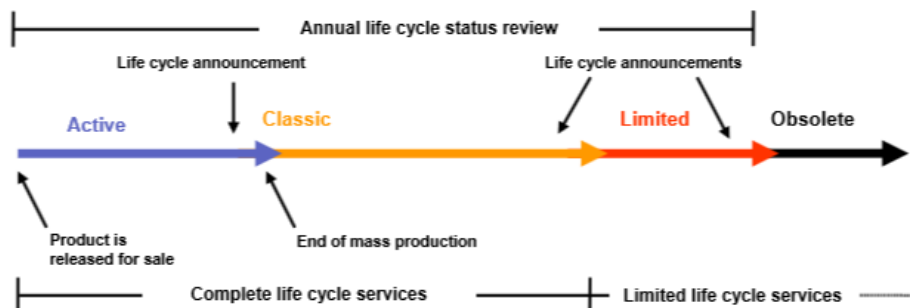 Annual life cycle status review
Life cycle announcement
Life cycle announcements
Active
Classic
Limited
Obsolete
Product is
released for sale
End of mass production
Complete life cycle services
Limited life cycle services